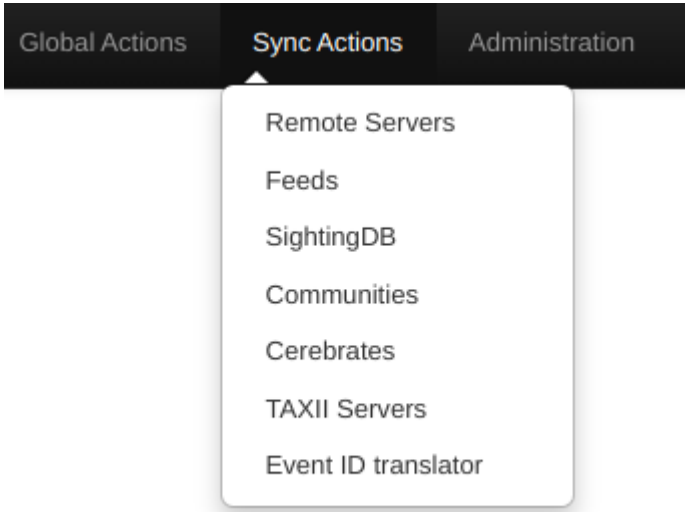 Global Actions Sync Actions Administration
Remote Servers
Feeds
SightingDB
Communities
Cerebrates
TAXII Servers
Event ID translator